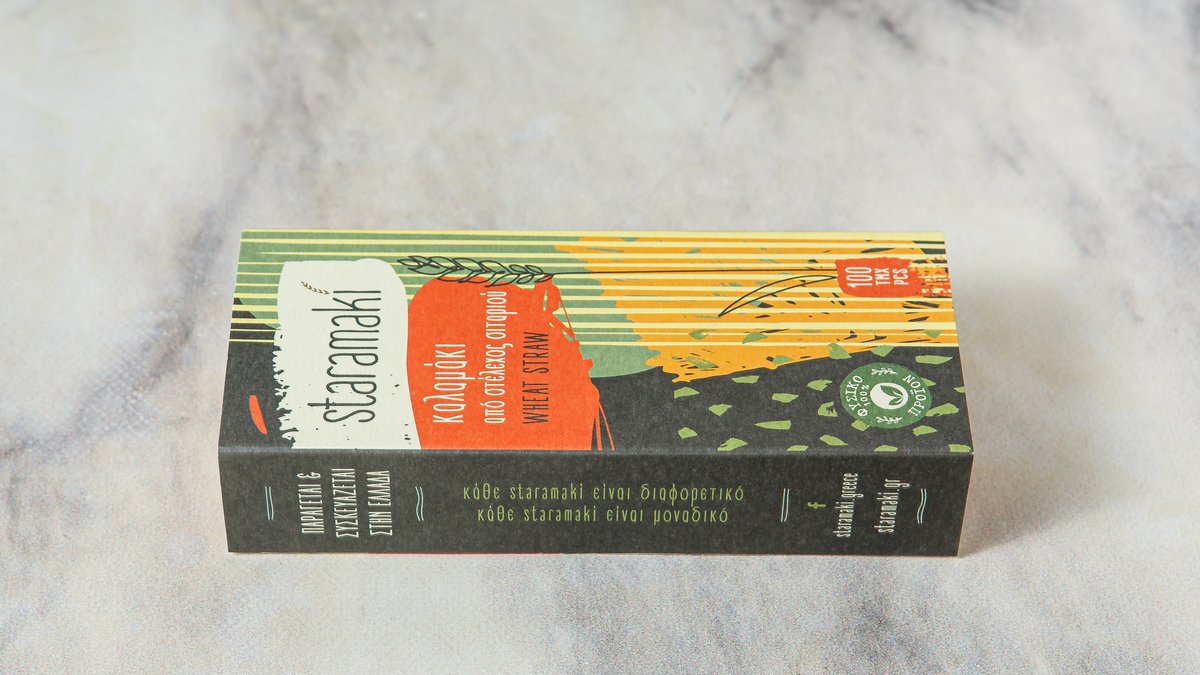 staramaki
καλαμάκι
από στέλεχος σιταριού
WHEAT STRAW
100
ΤΜΧ
PCS
ΦΥΣΙΚΟ
100%
ΠΡΟΪΟΝ
ΠΑΡΑΓΕΤΑΙ &
ΣΥΣΚΕΥΑΖΕΤΑΙ
ΣΤΗΝ ΕΛΛΑΔΑ
κάθε staramaki είναι διαφορετικό
κάθε staramaki είναι μοναδικό
f
staramaki.greece
staramaki.gr